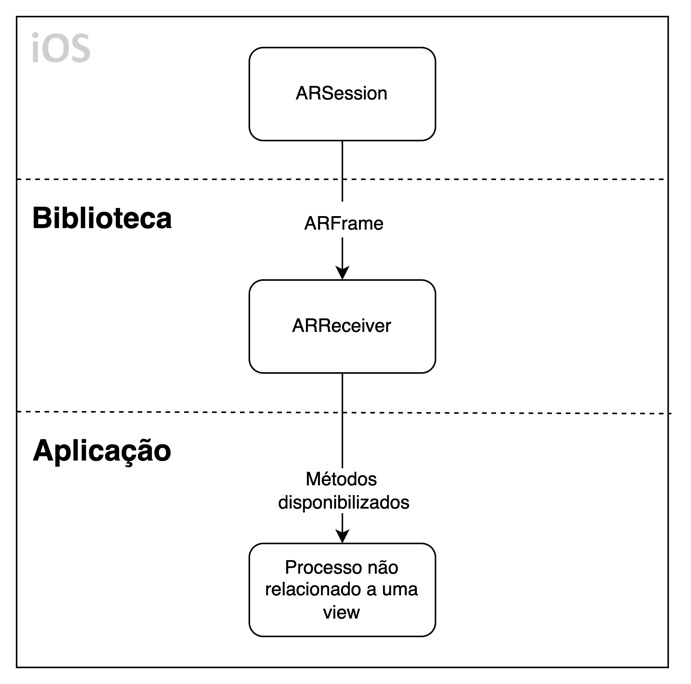 iOS
ARSession
Biblioteca
ARFrame
ARReceiver
Aplicação
Métodos
disponibilizados
Processo não
relacionado a uma
view